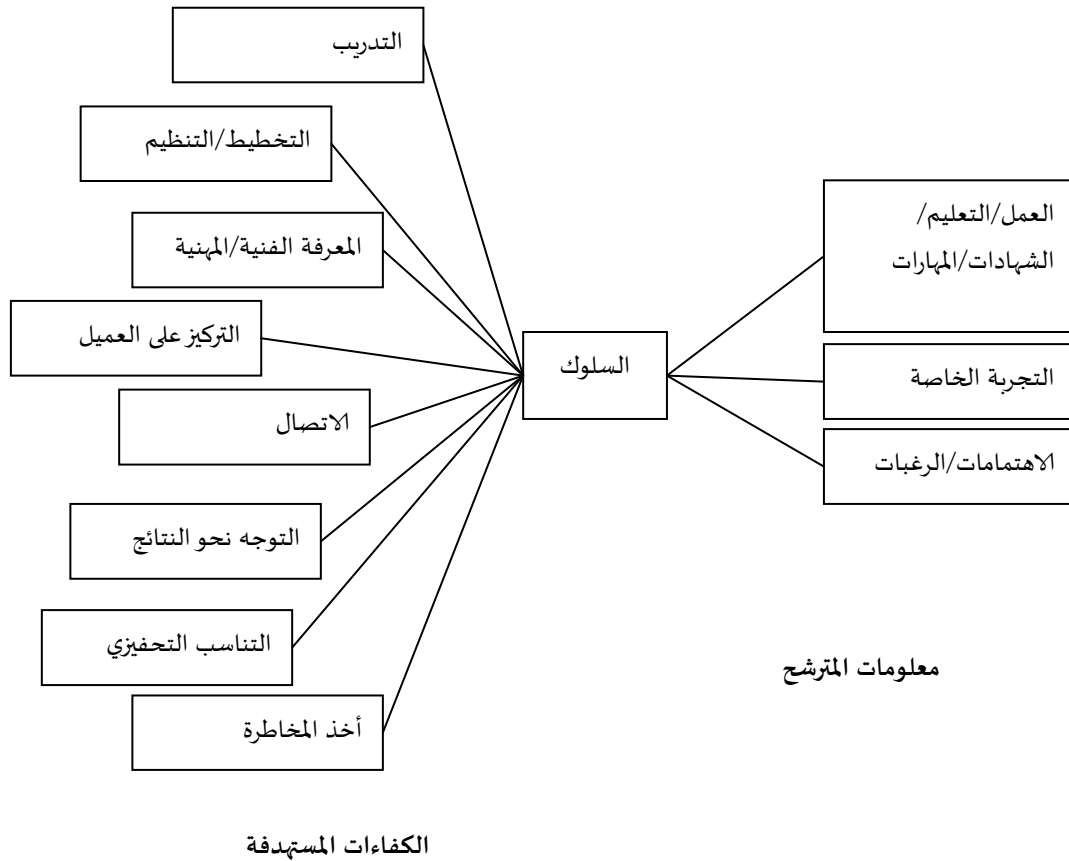 التدريب
التخطيط/التنظيم
المعرفة الفنية/المهنية
التركيز على العميل
الاتصال
التوجه نحو النتائج
التناسب التحفيزي
أخذ المخاطرة
السلوك
العمل/التعليم/
الشهادات/المهارات
التجربة الخاصة
الاهتمامات/الرغبات
معلومات المترشح
الكفاءات المستهدفة